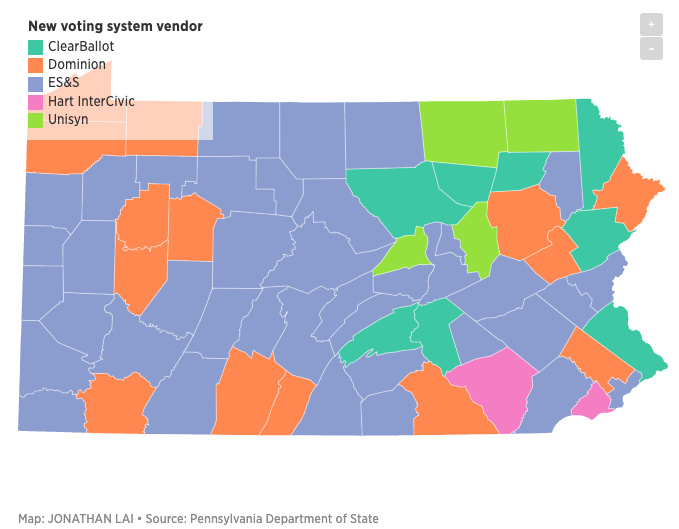 New voting system vendor
ClearBallot
Dominion
ES&S
Hart InterCivic
Unisyn
+
–
Map: JONATHAN LAI • Source: Pennsylvania Department of State